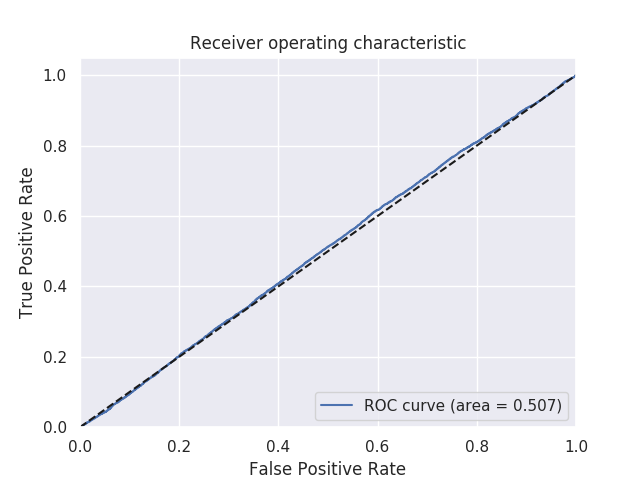 Receiver operating characteristic
True Positive Rate
1.0
0.8
0.6
0.4
0.2
0.0
ROC curve (area = 0.507)
0.0 0.2 0.4 0.6 0.8 1.0
False Positive Rate